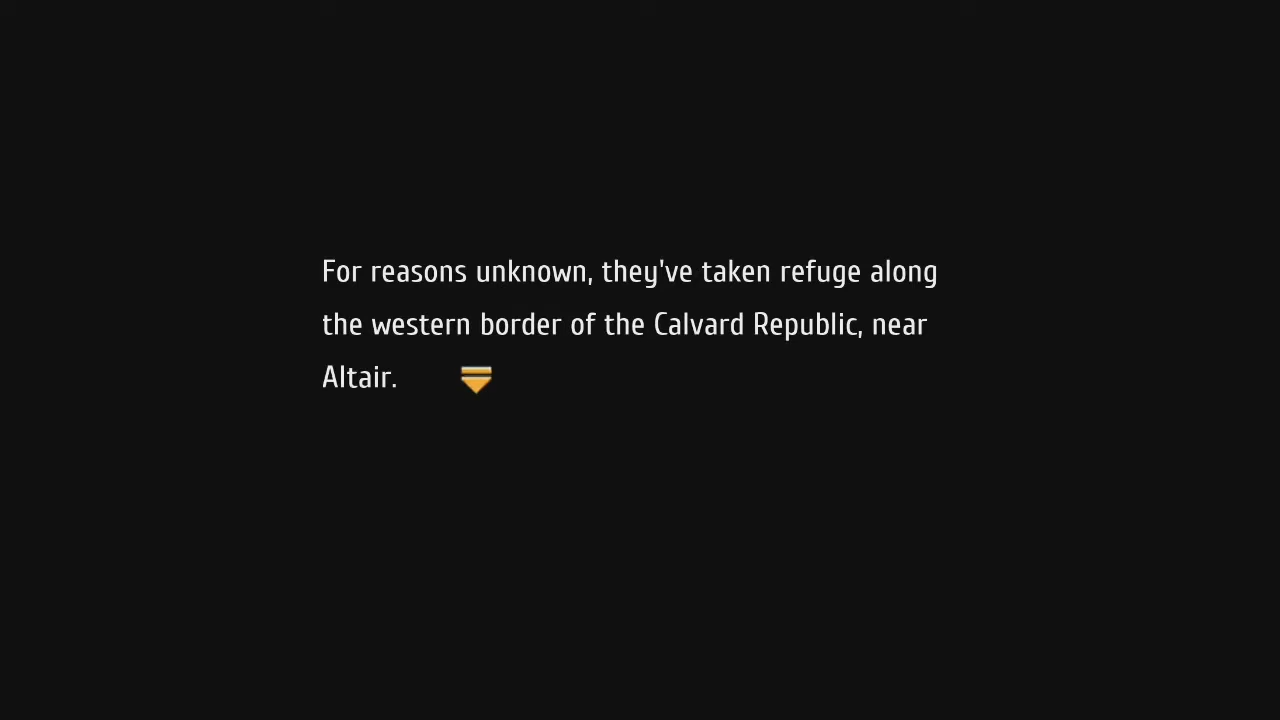 For reasons unknown, they've taken refuge along
the western border of the Calvard Republic, near
Altair.